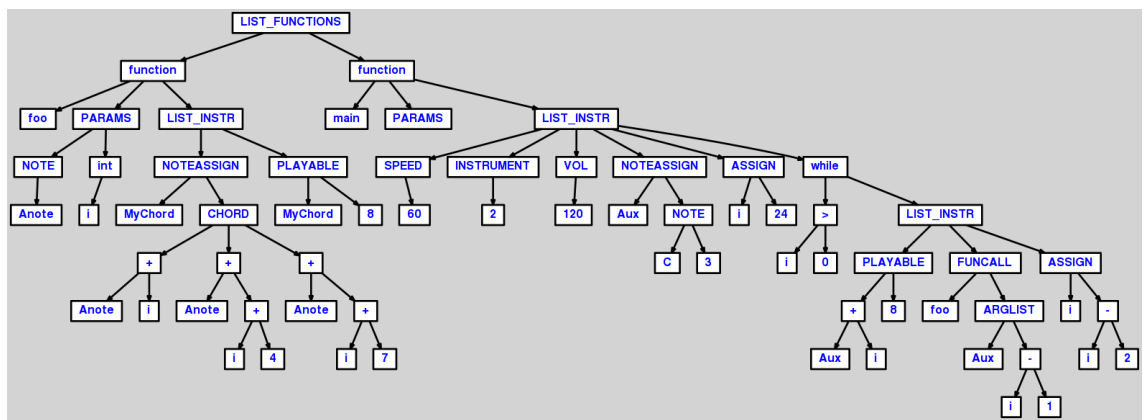 LIST_FUNCTIONS
function function
foo PARAMS LIST_INSTR main PARAMS LIST_INSTR
NOTE int NOTEASSIGN PLAYABLE SPEED INSTRUMENT VOL NOTEASSIGN ASSIGN while
Anote i MyChord CHORD MyChord 8 60 2 120 Aux NOTE i 24 > LIST_INSTR
+ + + C 3 i 0 PLAYABLE FUNCALL ASSIGN
Anote i Anote + Anote + + 8 foo ARGLIST i -
i 4 i 7 Aux i Aux - i 2
i 1